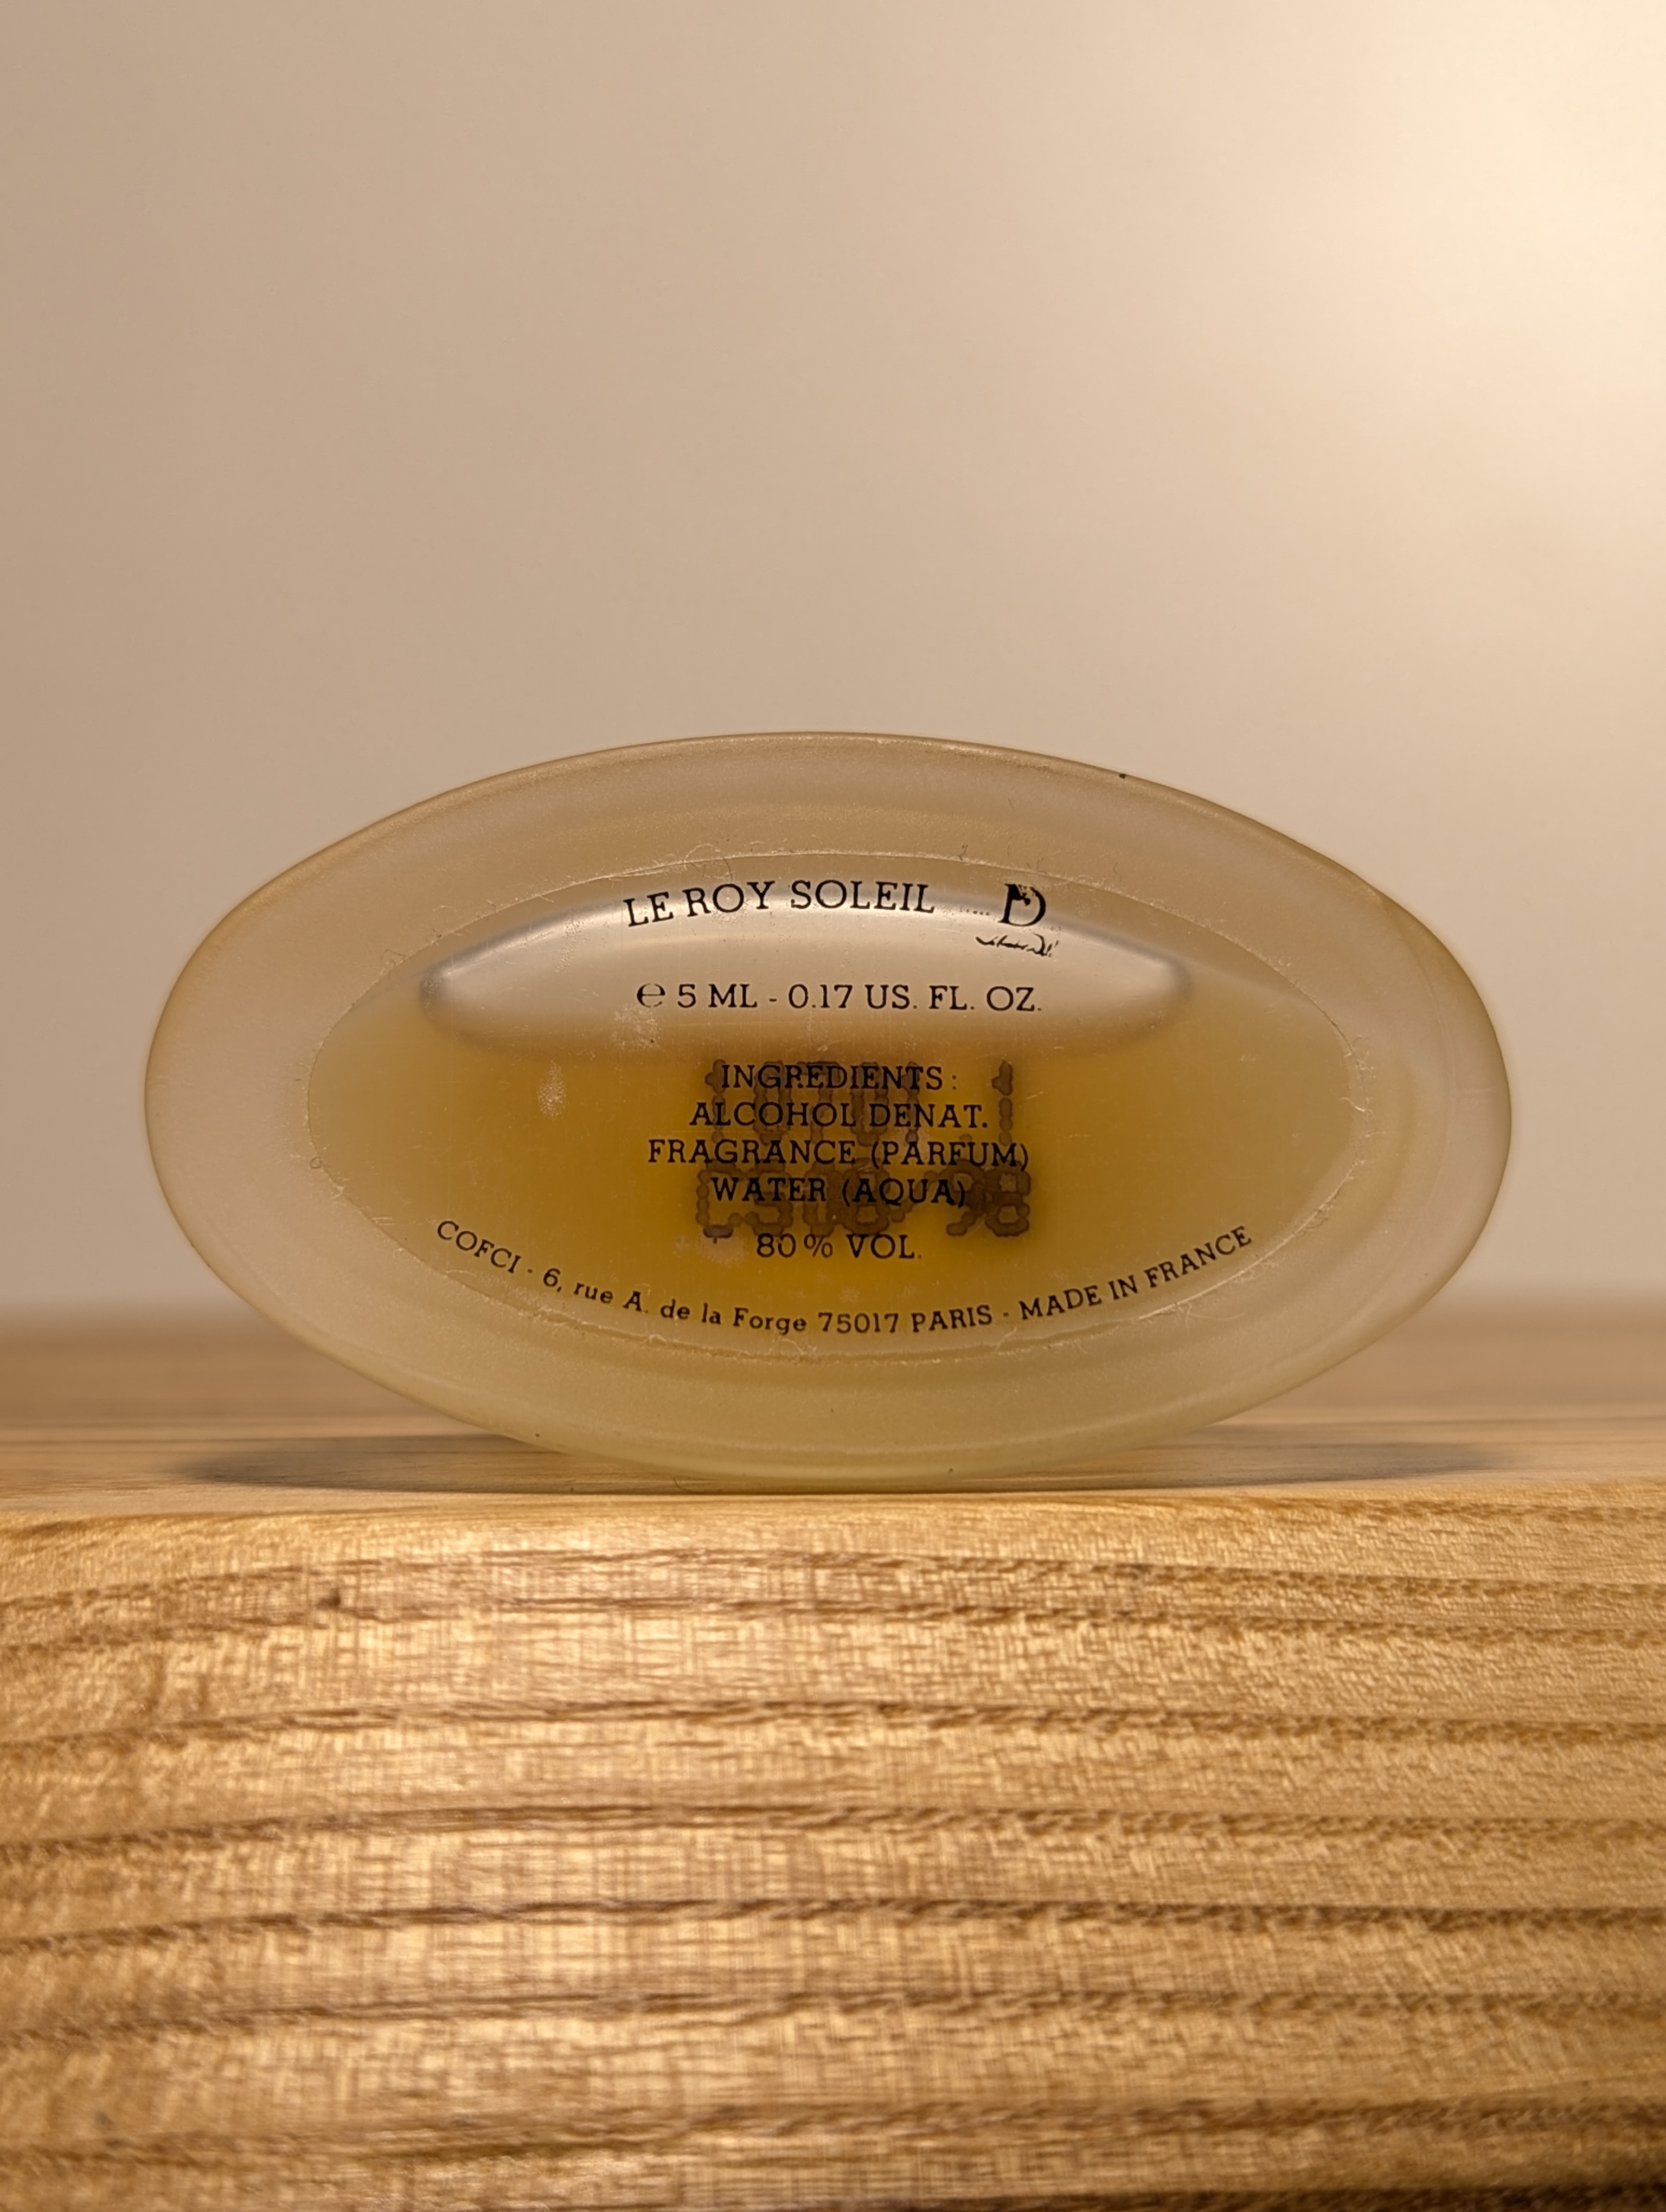 LE ROY SOLEIL
℮ 5 ML - 0.17 US. FL. OZ.
INGREDIENTS :
ALCOHOL DENAT.
FRAGRANCE (PARFUM)
WATER (AQUA)
80% VOL.
COFCI - 6, rue A. de la Forge 75017 PARIS - MADE IN FRANCE